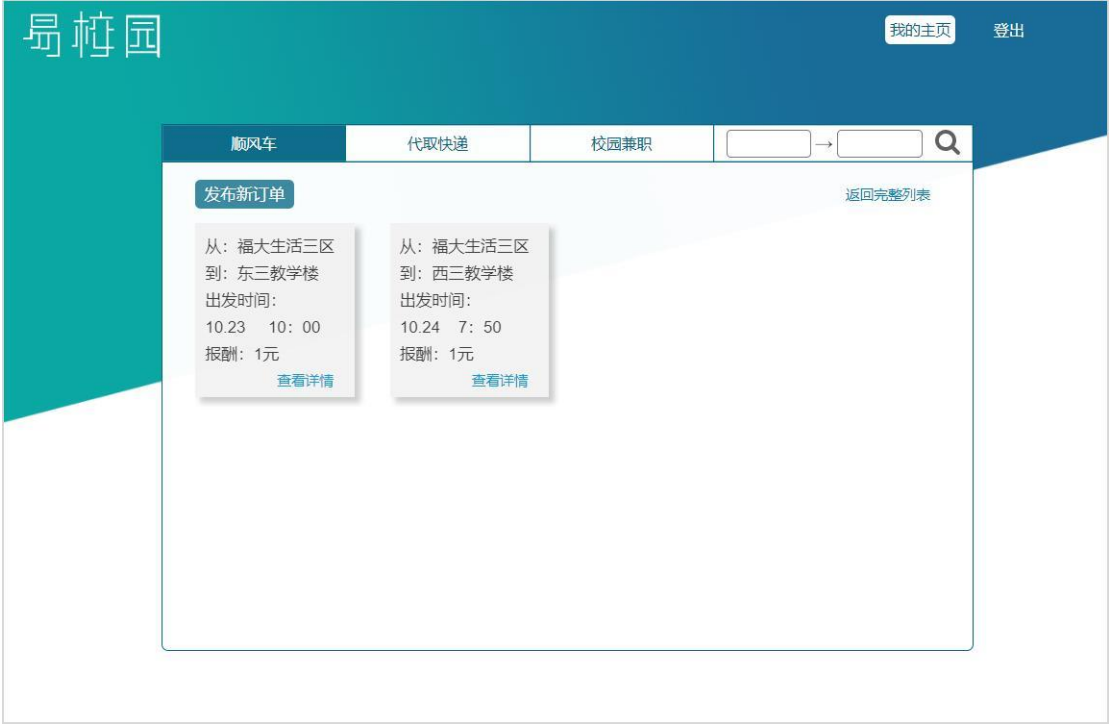 易校园
我的主页 登出
顺风车 代取快递 校园兼职 →
发布新订单 返回完整列表
从：福大生活三区
到：东三教学楼
出发时间：
10.23 10：00
报酬：1元
查看详情
从：福大生活三区
到：西三教学楼
出发时间：
10.24 7：50
报酬：1元
查看详情